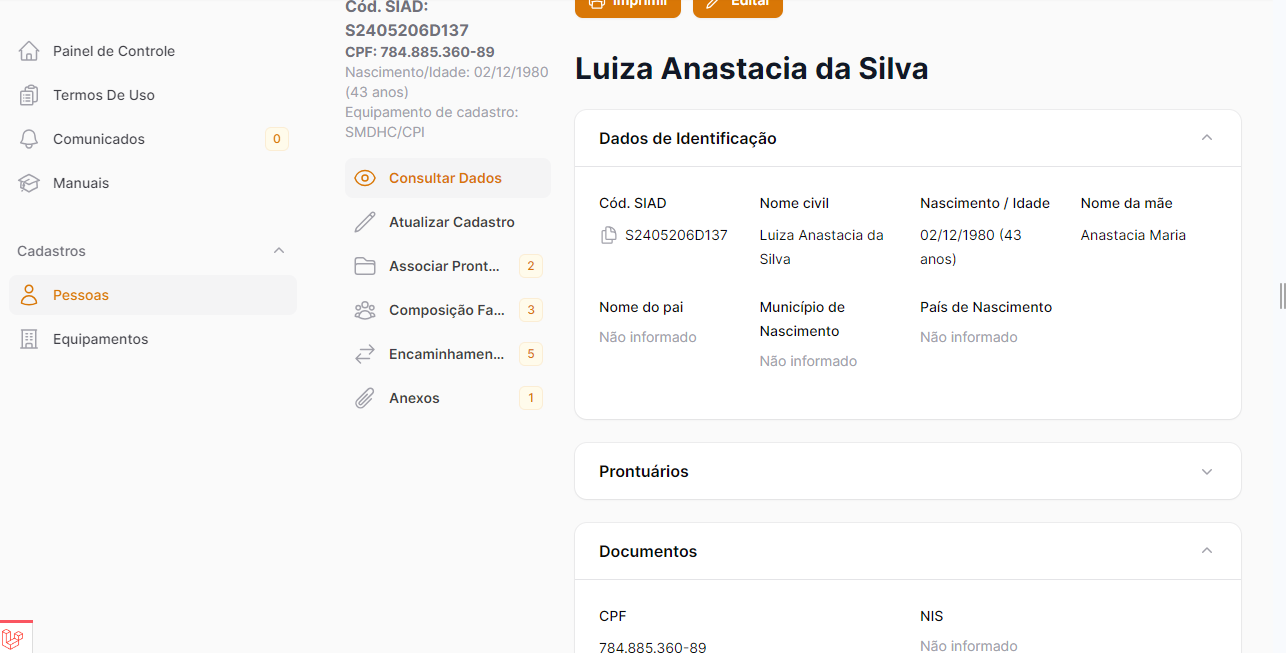 Painel de Controle
Termos De Uso
Comunicados 0
Manuais
Cadastros
Pessoas
Equipamentos
Cód. SIAD:
S2405206D137
CPF: 784.885.360-89
Nascimento/Idade: 02/12/1980
(43 anos)
Equipamento de cadastro:
SMDHC/CPI
Consultar Dados
Atualizar Cadastro
Associar Pront... 2
Composição Fa... 3
Encaminhamen... 5
Anexos 1
Imprimir Editar
Luiza Anastacia da Silva
Dados de Identificação
Cód. SIAD
S2405206D137
Nome civil
Luiza Anastacia da
Silva
Nascimento / Idade
02/12/1980 (43
anos)
Nome da mãe
Anastacia Maria
Nome do pai
Não informado
Município de
Nascimento
Não informado
País de Nascimento
Não informado
Prontuários
Documentos
CPF
784.885.360-89
NIS
Não informado